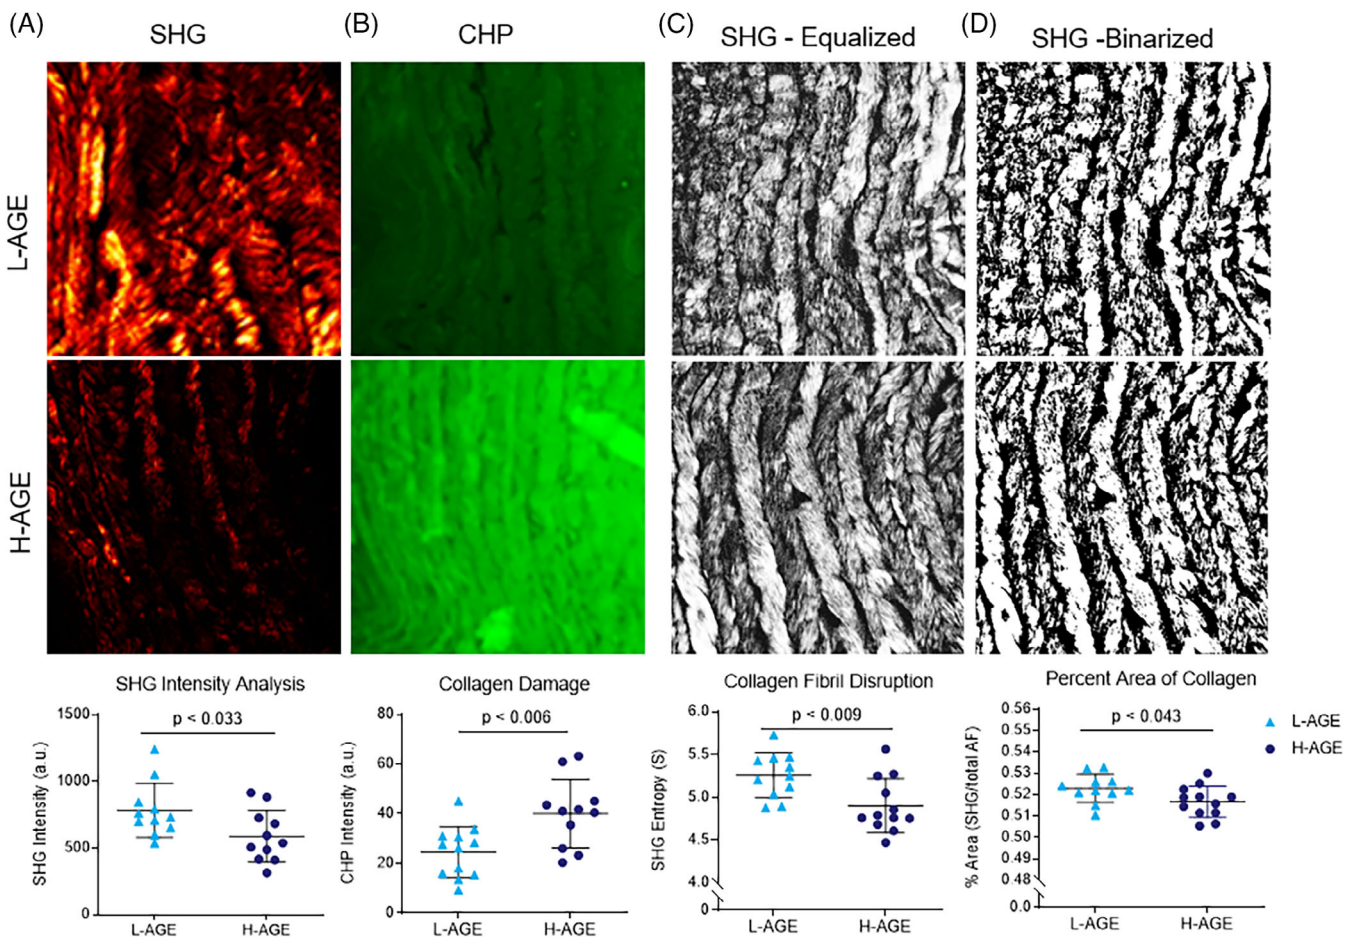 (A) SHG (B) CHP (C) SHG - Equalized (D) SHG -Binarized
L-AGE
H-AGE
SHG Intensity Analysis
p < 0.033
1500
1000
500
0
SHG Intensity (a.u.)
L-AGE H-AGE
Collagen Damage
p < 0.006
80
60
40
20
0
CHP Intensity (a.u.)
L-AGE H-AGE
Collagen Fibril Disruption
p < 0.009
6.0
5.5
5.0
4.5
4.0
0
SHG Entropy (S)
L-AGE H-AGE
Percent Area of Collagen
p < 0.043
0.56
0.55
0.54
0.53
0.52
0.51
0.50
0.49
0.48
0.0
% Area (SHG/total AF)
L-AGE H-AGE
L-AGE
H-AGE